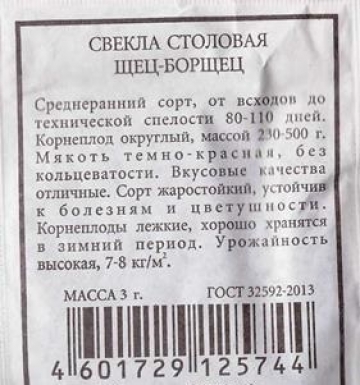 СВЕКЛА СТОЛОВАЯ
ЩЕЦ-БОРЩЕЦ
Среднеранний сорт, от всходов до
технической спелости 80-110 дней.
Корнеплод округлый, массой 230-500 г.
Мякоть темно-красная, без
кольцеватости. Вкусовые качества
отличные. Сорт жаростойкий, устойчив
к болезням и цветушности.
Корнеплоды лежкие, хорошо хранятся
в зимний период. Урожайность
высокая, 7-8 кг/м².
МАССА 3 г. ГОСТ 32592-2013
4 601729 125744